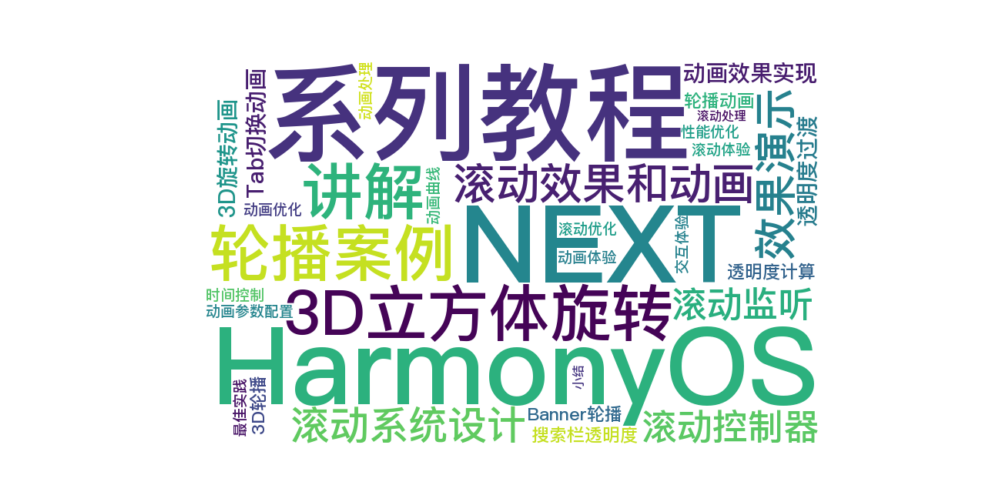 系列教程
动画处理
动画效果实现
轮播动画
滚动处理
性能优化
滚动体验
效果演示
透明度过渡
3D旋转动画
Tab切换动画
讲解
动画曲线
滚动效果和动画
动画优化
轮播案例
NEXT
滚动优化
动画体验
交互体验
透明度计算
时间控制
动画参数配置
3D立方体旋转
滚动监听
HarmonyOS
小结
最佳实践
3D轮播
滚动系统设计
Banner轮播
搜索栏透明度
滚动控制器